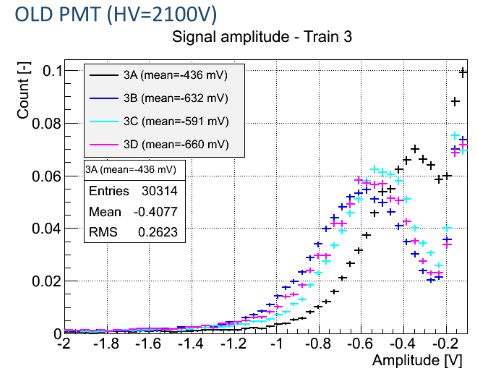 OLD PMT (HV=2100V)
Signal amplitude - Train 3
Count [-]
3A (mean=-436 mV)
3B (mean=-632 mV)
3C (mean=-591 mV)
3D (mean=-660 mV)
3A (mean=-436 mV)
Entries 30314
Mean -0.4077
RMS 0.2623
0.1
0.08
0.06
0.04
0.02
0
-2 -1.8 -1.6 -1.4 -1.2 -1 -0.8 -0.6 -0.4 -0.2
Amplitude [V]